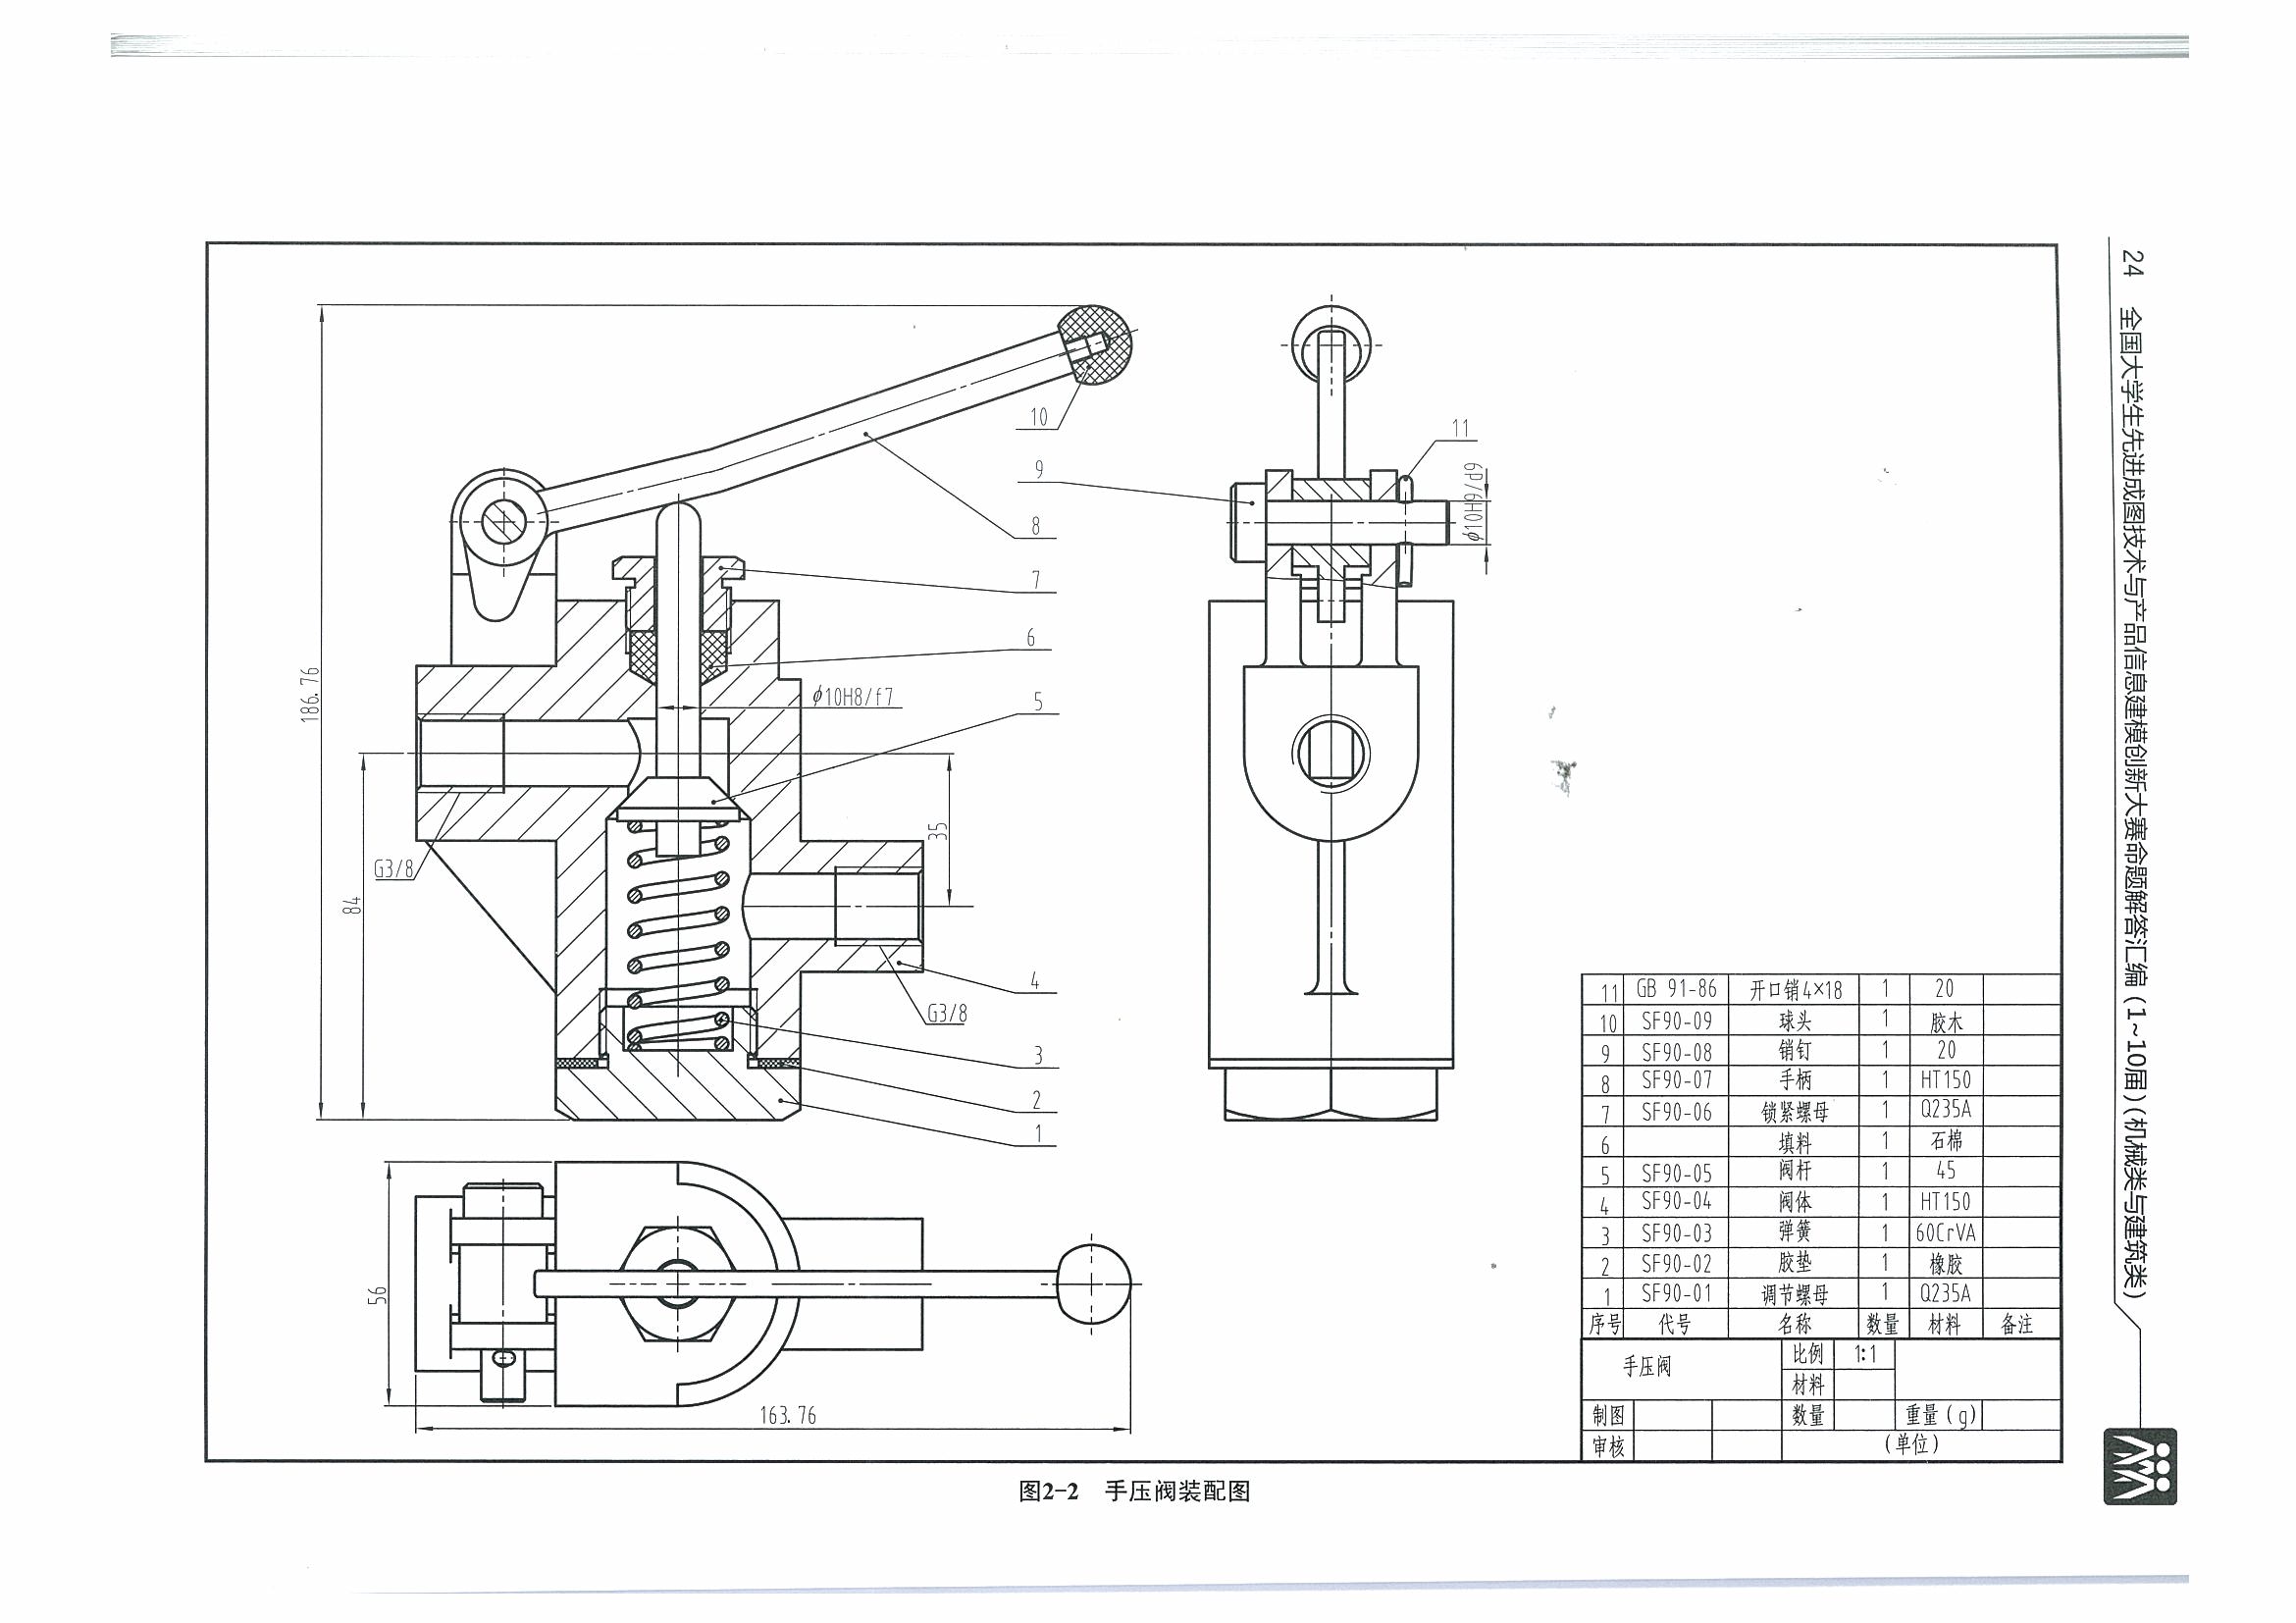 24 全国大学生先进成图技术与产品信息建模创新大赛命题解答汇编(1~10届)(机械类与建筑类)
10
11
9
φ10H9/d9
8
7
6
186.76
φ10H8/f7
5
35
G3/8
84
4
G3/8
3
2
1
56
163.76
11 GB 91-86 开口销4×18 1 20
10 SF90-09 球头 1 胶木
9 SF90-08 销钉 1 20
8 SF90-07 手柄 1 HT150
7 SF90-06 锁紧螺母 1 Q235A
6 填料 1 石棉
5 SF90-05 阀杆 1 45
4 SF90-04 阀体 1 HT150
3 SF90-03 弹簧 1 60CrVA
2 SF90-02 胶垫 1 橡胶
1 SF90-01 调节螺母 1 Q235A
序号 代号 名称 数量 材料 备注
手压阀 比例 1:1
材料
制图 数量 重量(g)
审核 (单位)
图2-2 手压阀装配图